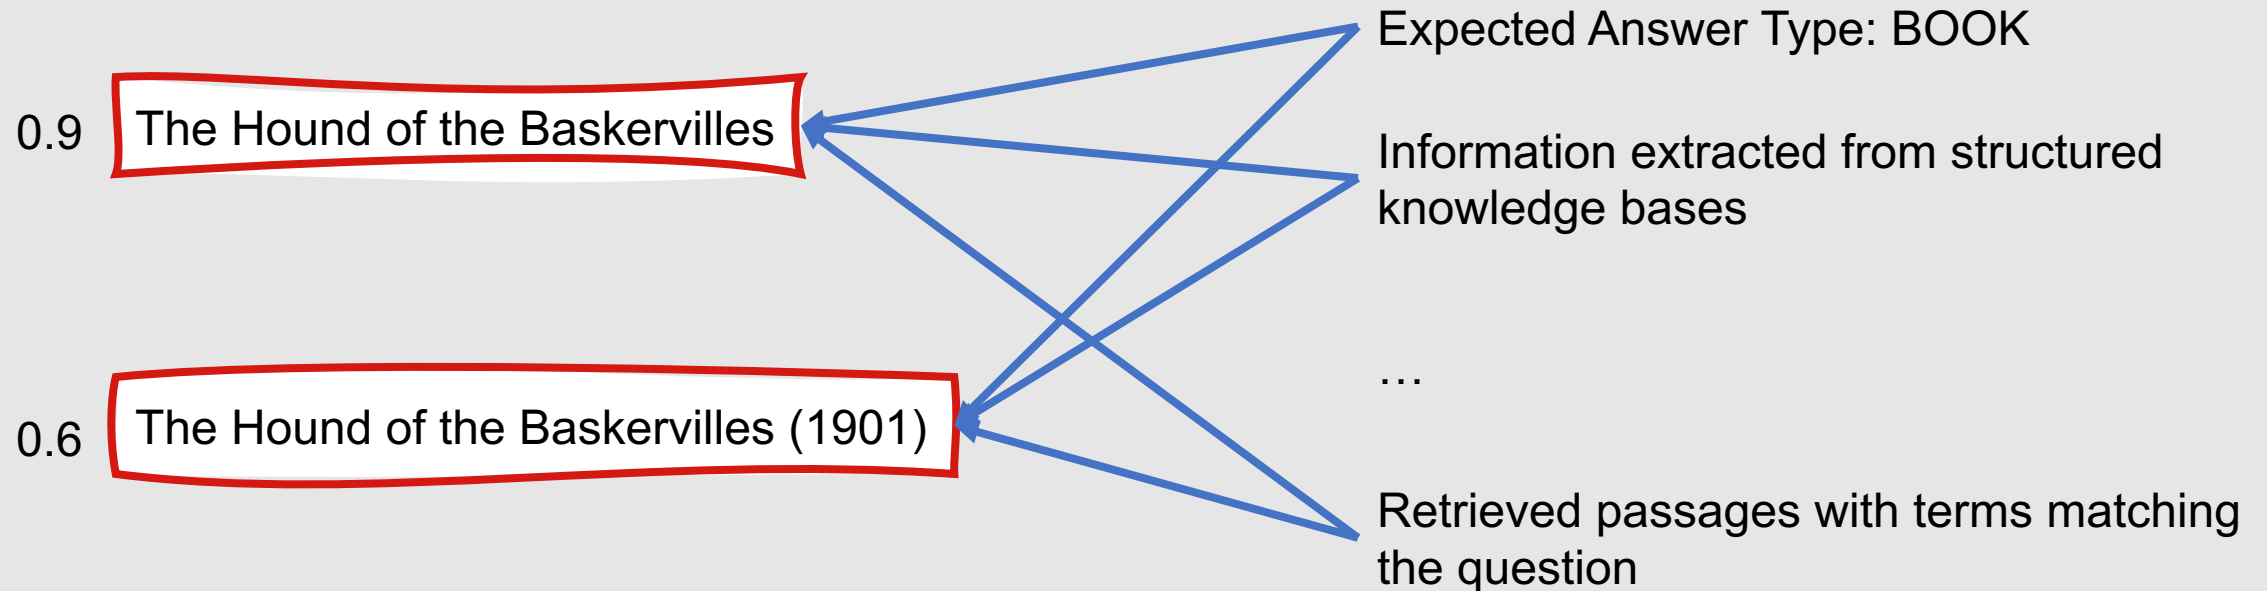 Expected Answer Type: BOOK
0.9
The Hound of the Baskervilles
Information extracted from structured
knowledge bases
…
0.6
The Hound of the Baskervilles (1901)
Retrieved passages with terms matching
the question